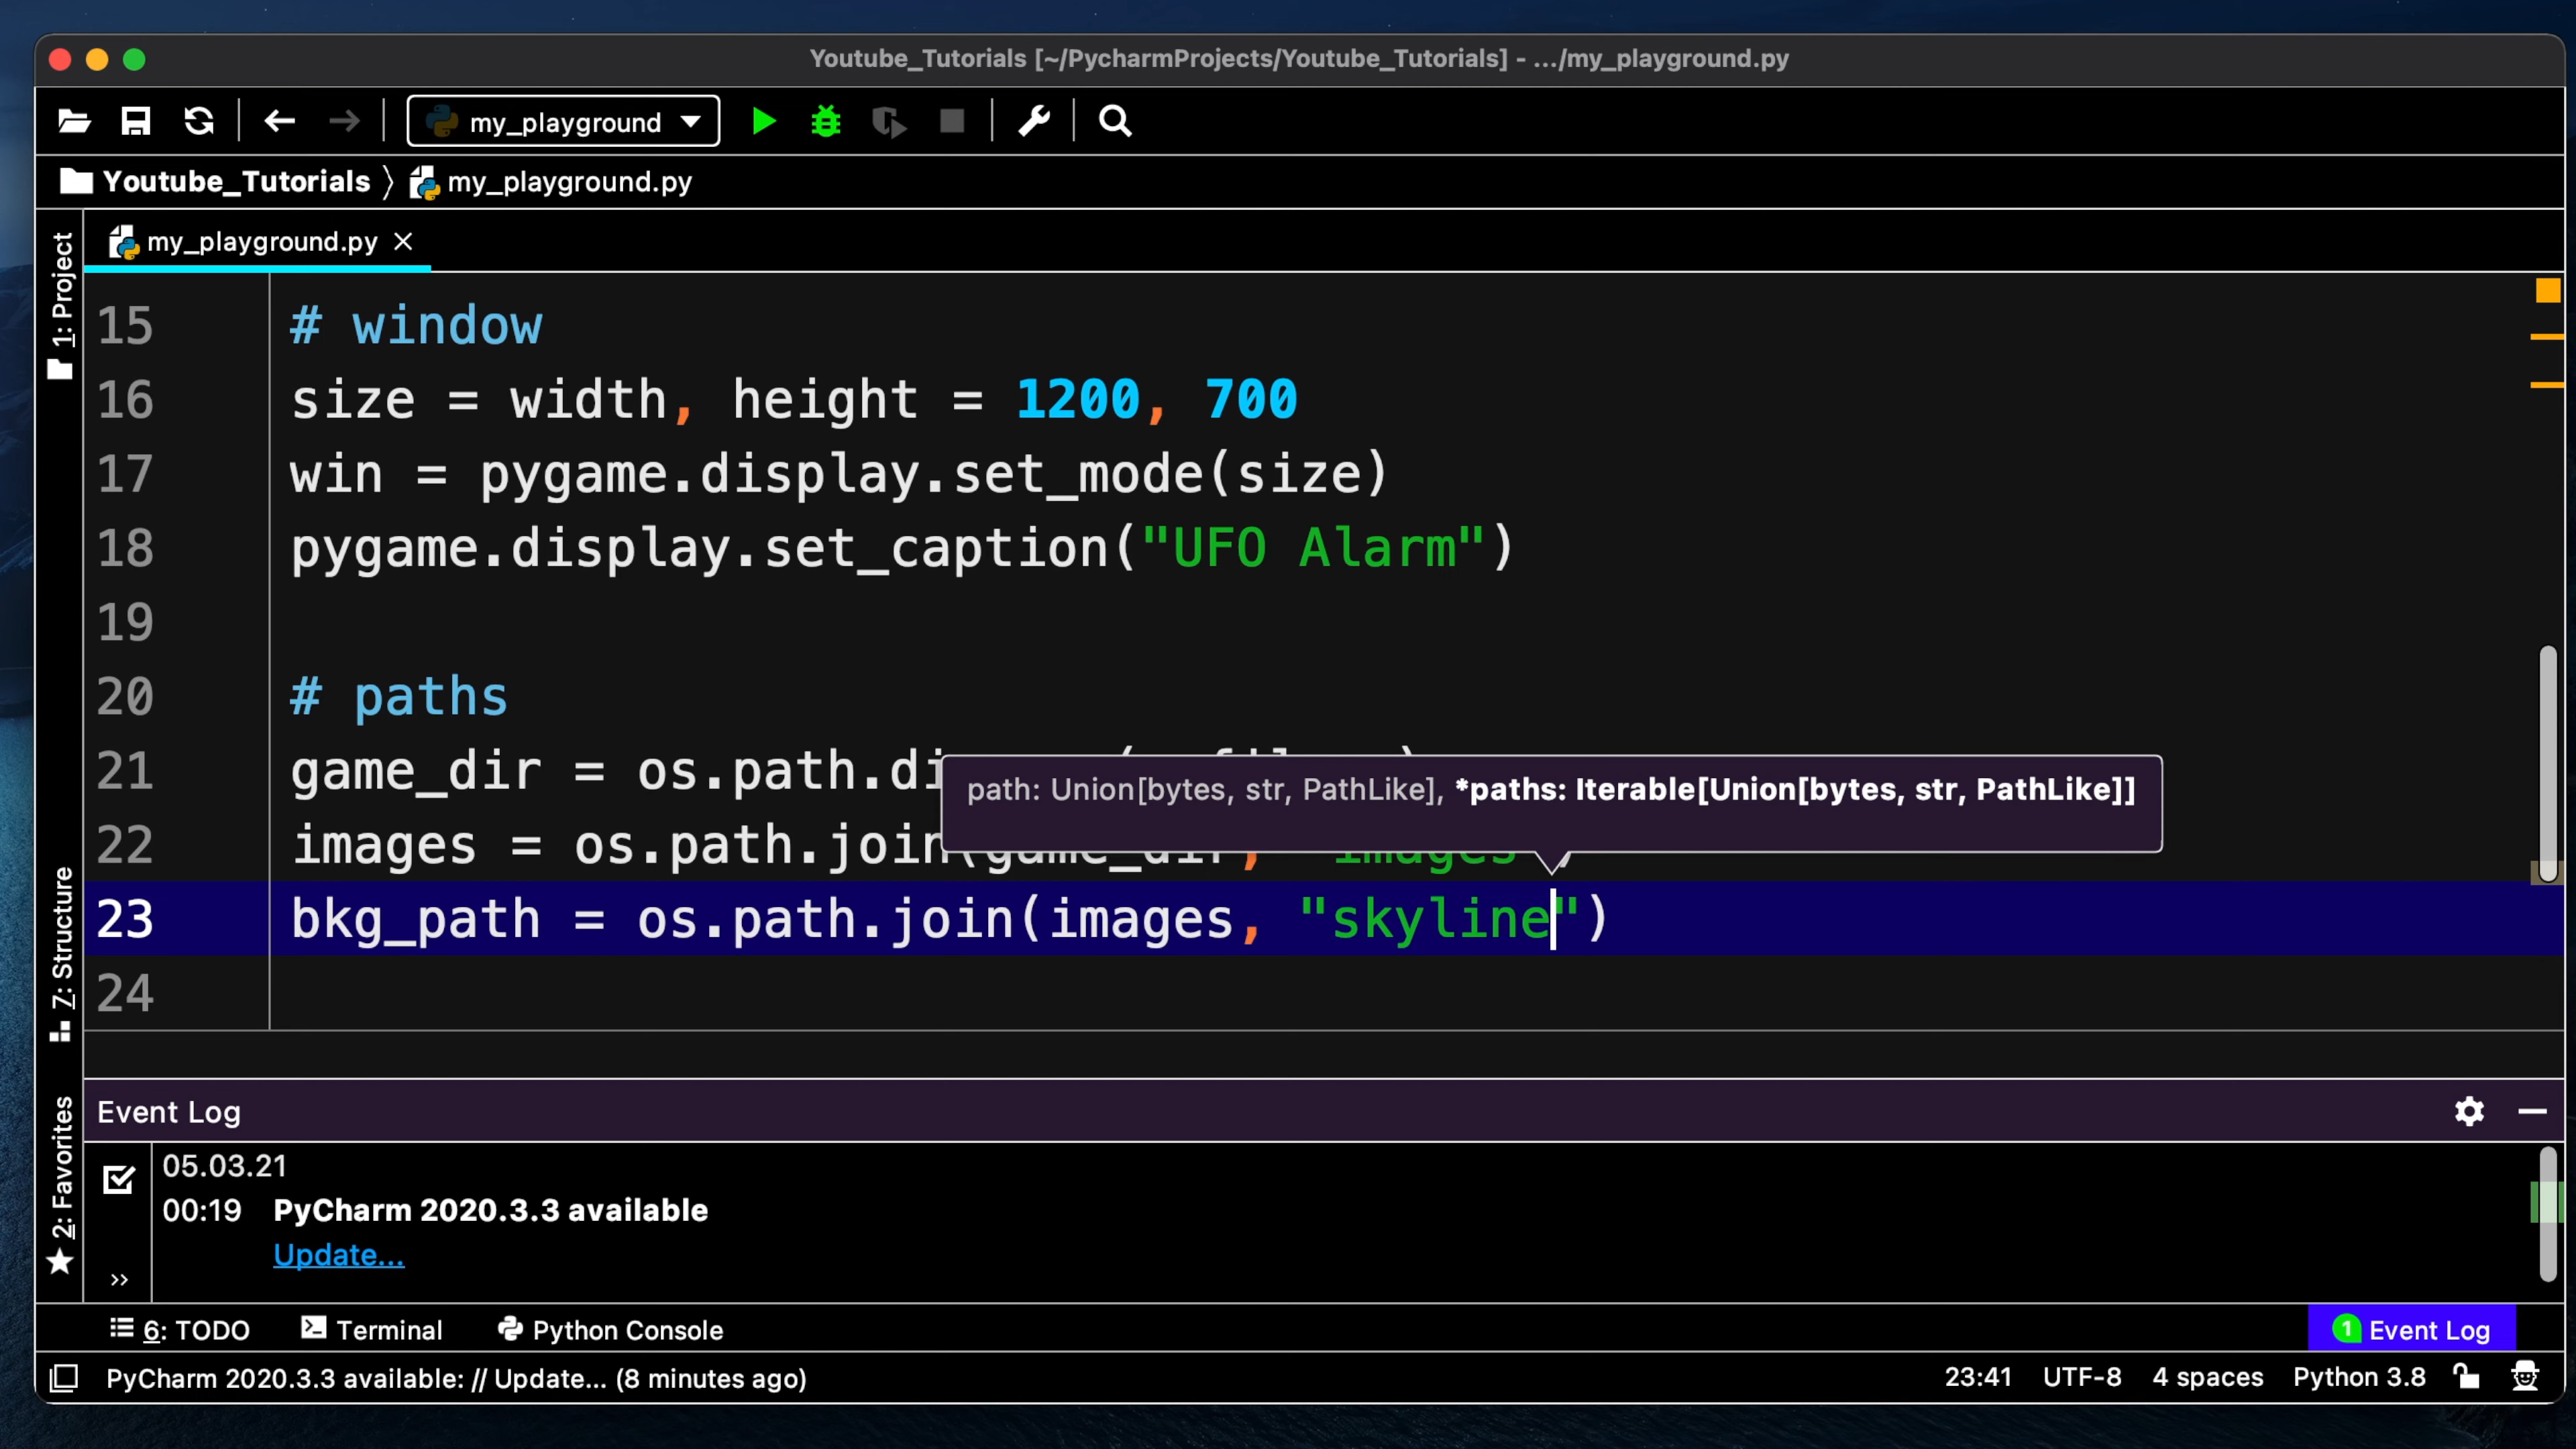 Youtube_Tutorials [~/PycharmProjects/Youtube_Tutorials] - .../my_playground.py
my_playground
Youtube_Tutorials 〉 my_playground.py
my_playground.py ×
1: Project
15 # window
16 size = width, height = 1200, 700
17 win = pygame.display.set_mode(size)
18 pygame.display.set_caption("UFO Alarm")
19
20 # paths
21 game_dir = os.path.di
path: Union[bytes, str, PathLike], *paths: Iterable[Union[bytes, str, PathLike]]
22 images = os.path.join(game_dir, "images")
23 bkg_path = os.path.join(images, "skyline")
24
7: Structure
2: Favorites
Event Log
05.03.21
00:19 PyCharm 2020.3.3 available
Update...
>>
6: TODO Terminal Python Console 1 Event Log
PyCharm 2020.3.3 available: // Update... (8 minutes ago) 23:41 UTF-8 4 spaces Python 3.8